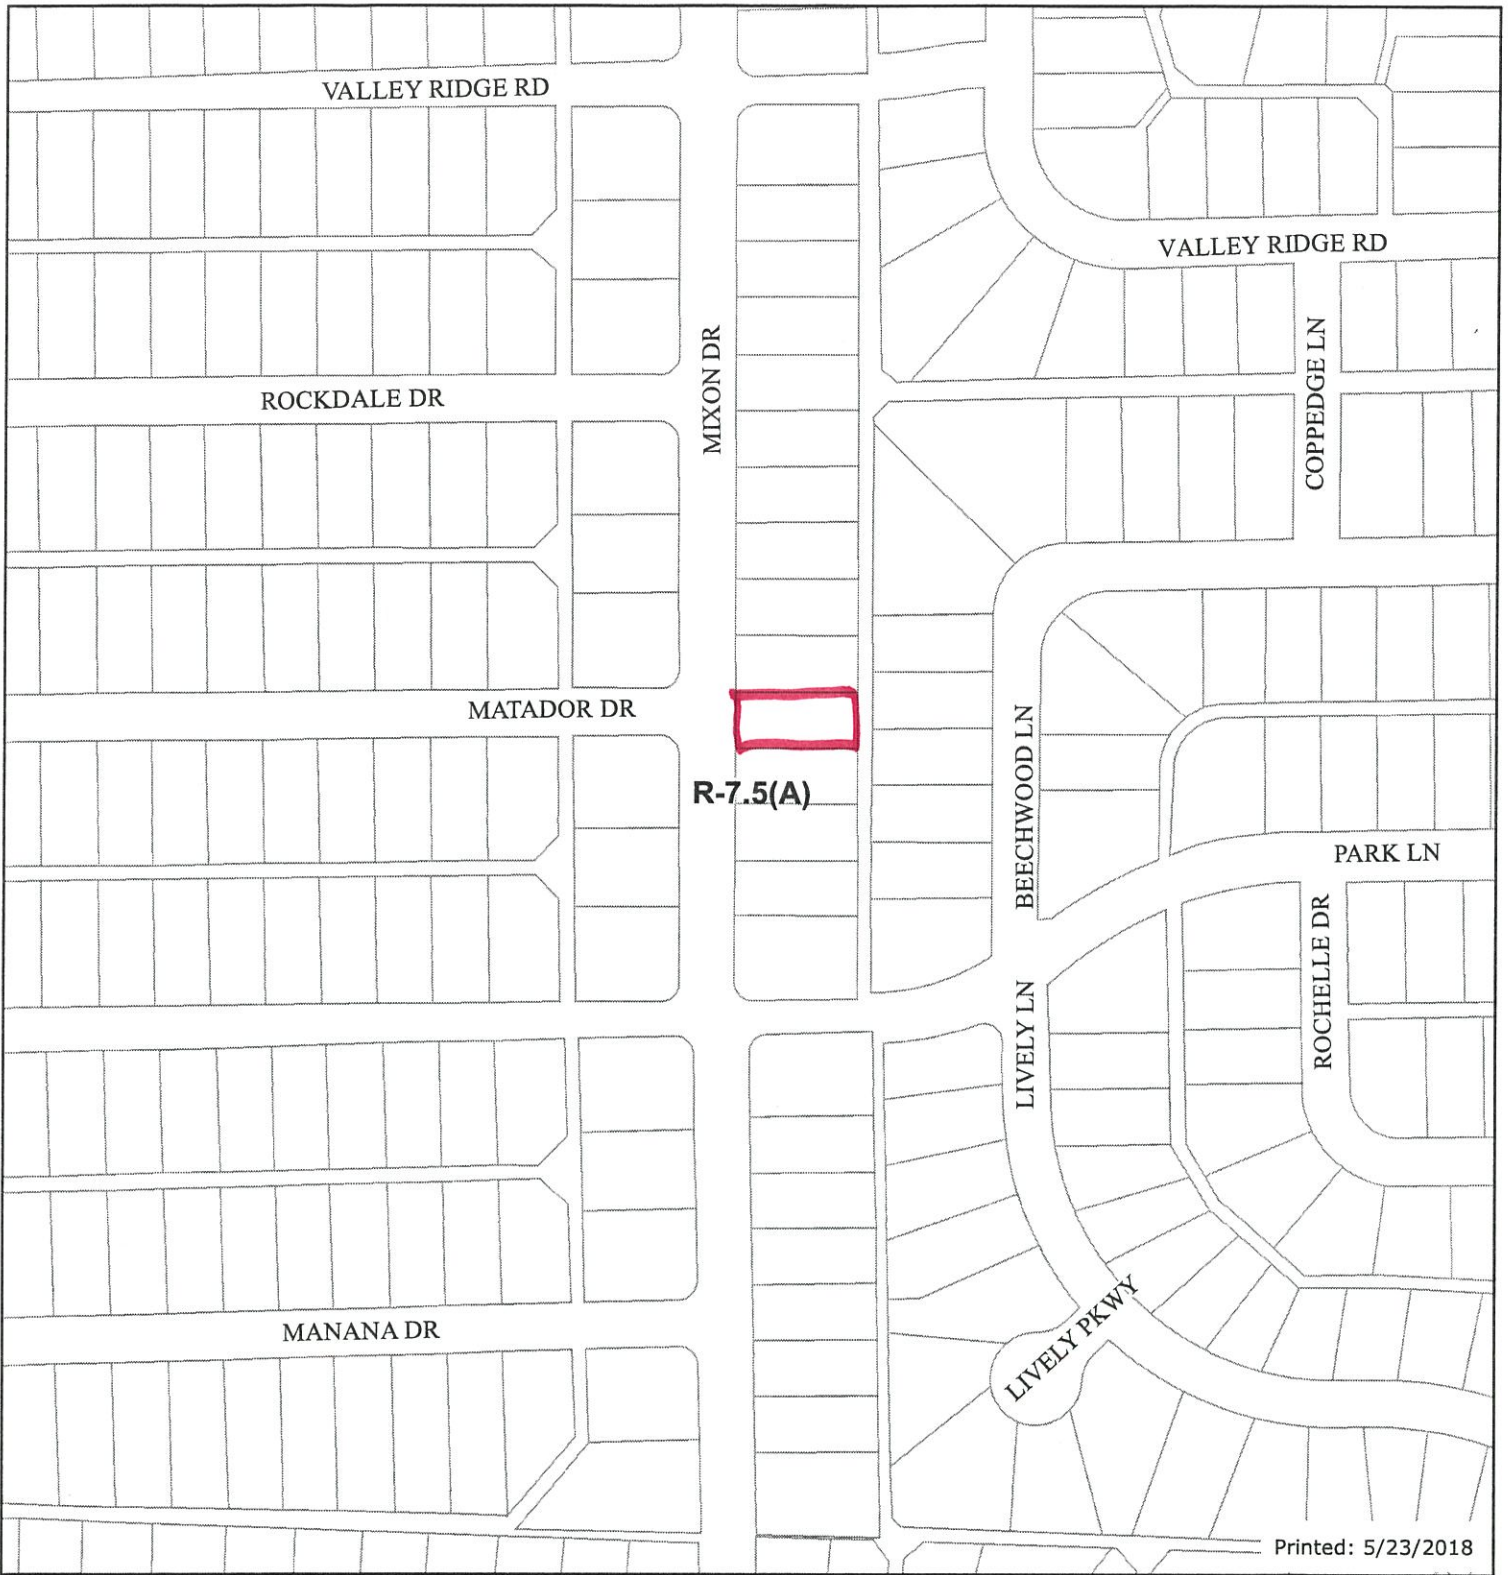 VALLEY RIDGE RD
VALLEY RIDGE RD
MIXON DR
COPPEDGE LN
ROCKDALE DR
MATADOR DR
R-7.5(A)
BEECHWOOD LN
PARK LN
ROCHELLE DR
LIVELY LN
LIVELY PKWY
MANANA DR
Printed: 5/23/2018